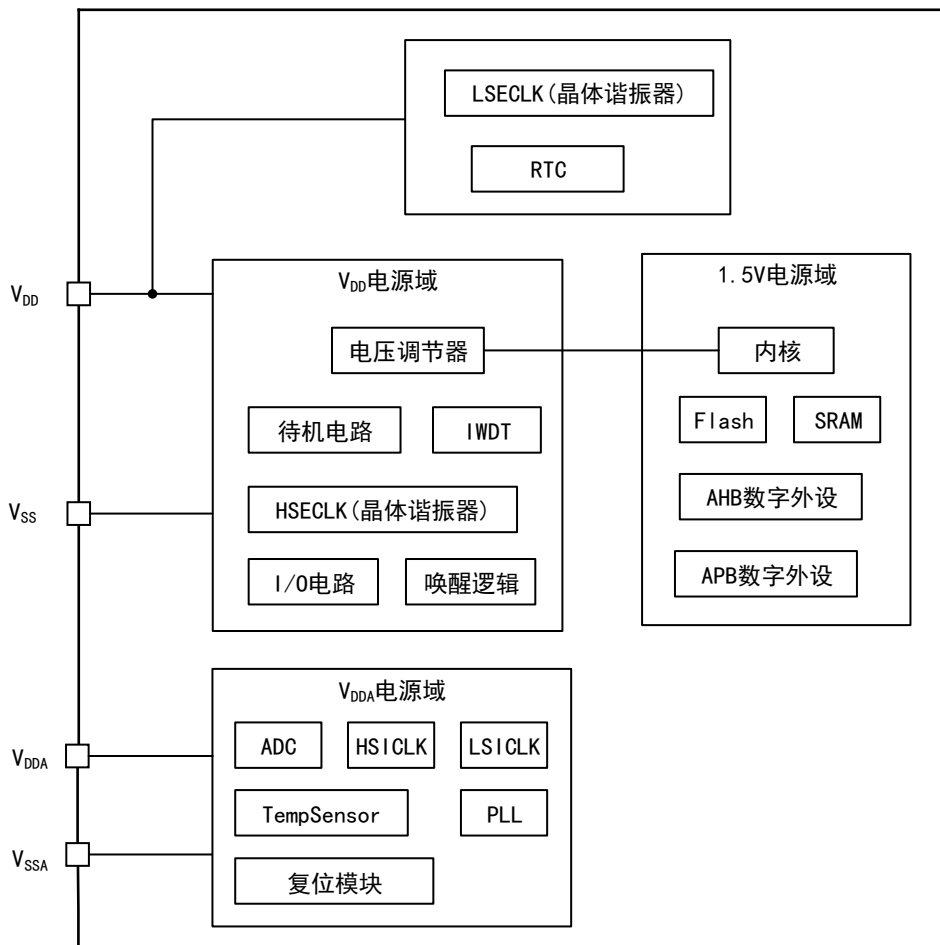 LSECLK(晶体谐振器)
RTC
VDD
VDD电源域
电压调节器
待机电路
IWDT
HSECLK(晶体谐振器)
I/O电路
唤醒逻辑
1.5V电源域
内核
Flash
SRAM
AHB数字外设
APB数字外设
VSS
VDDA电源域
ADC
HSICLK
LSICLK
TempSensor
PLL
复位模块
VDDA
VSSA